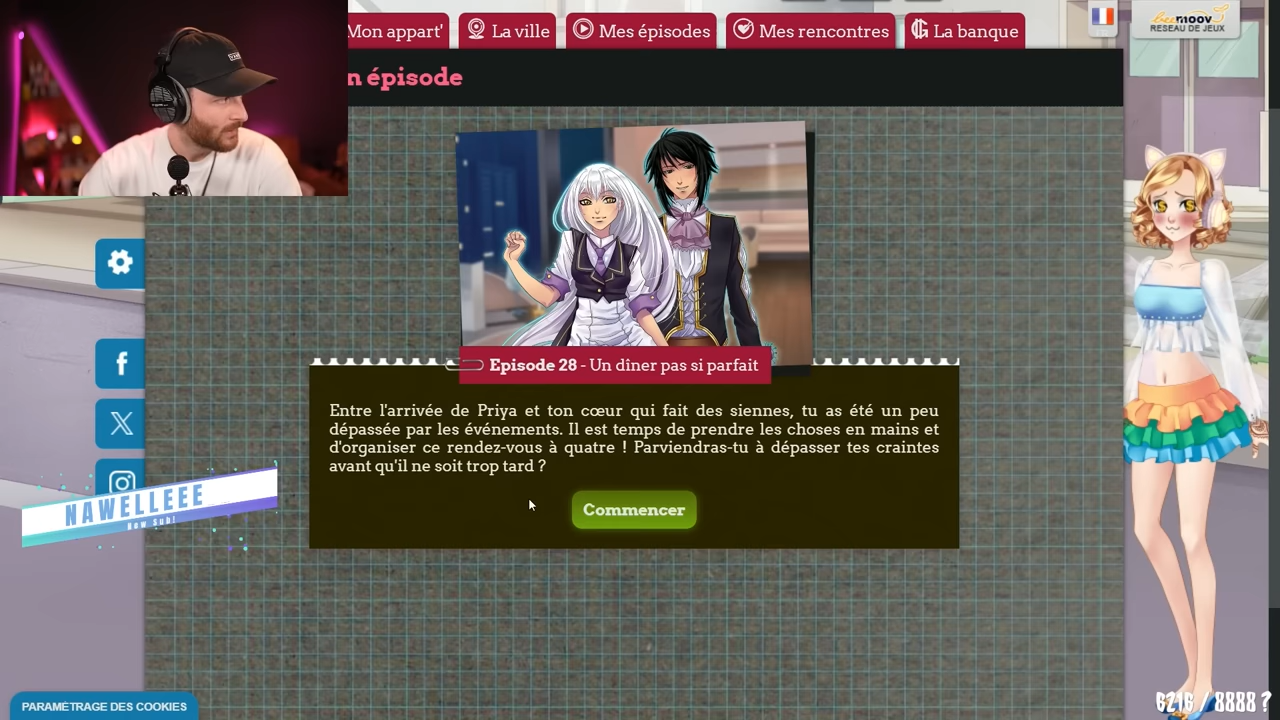 Mon appart'
La ville
Mes épisodes
Mes rencontres
La banque
beemoov
RESEAU DE JEUX
n épisode
Episode 28 - Un dîner pas si parfait
Entre l'arrivée de Priya et ton cœur qui fait des siennes, tu as été un peu
dépassée par les événements. Il est temps de prendre les choses en mains et
d'organiser ce rendez-vous à quatre ! Parviendras-tu à dépasser tes craintes
avant qu'il ne soit trop tard ?
Commencer
NAWELLEEE
New Sub!
PARAMÉTRAGE DES COOKIES
6216 / 8888 ?